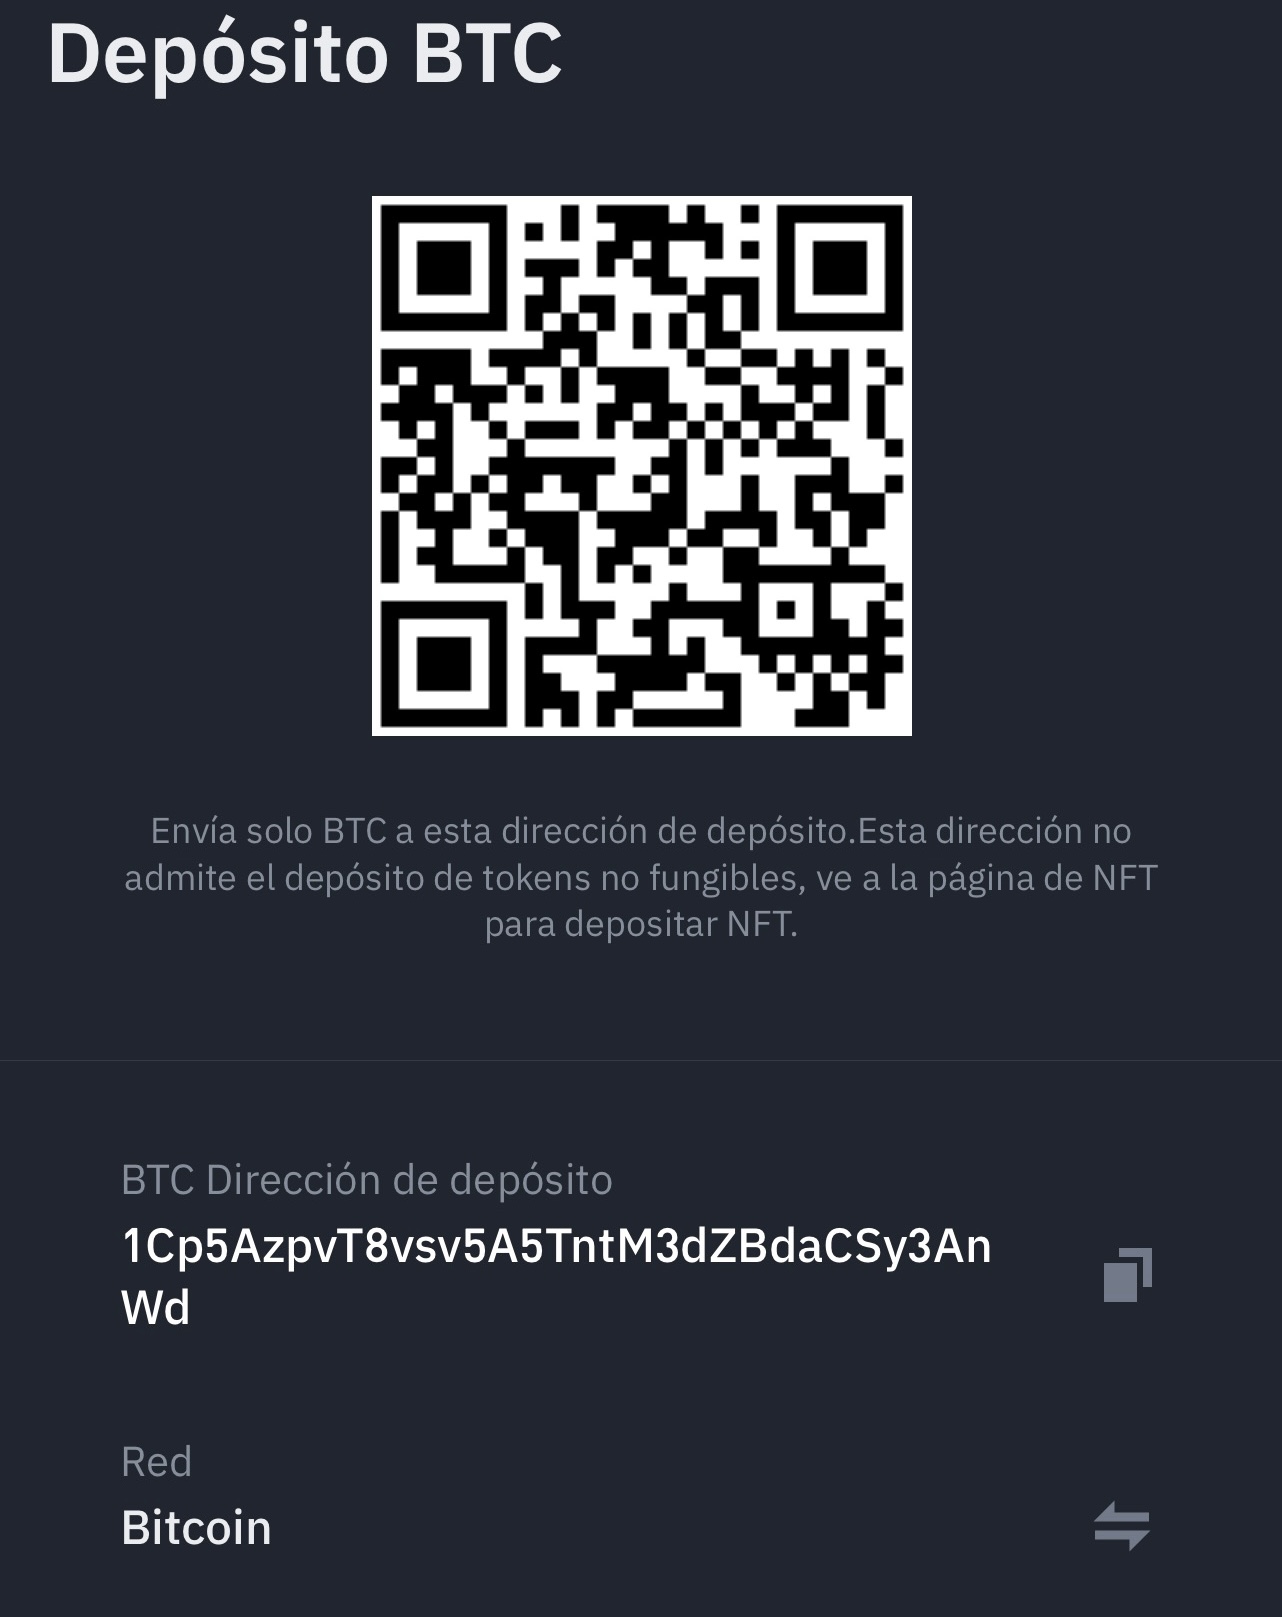 Depósito BTC
Envía solo BTC a esta dirección de depósito.Esta dirección no
admite el depósito de tokens no fungibles, ve a la página de NFT
para depositar NFT.
BTC Dirección de depósito
1Cp5AzpvT8vsv5A5TntM3dZBdaCSy3An
Wd
Red
Bitcoin